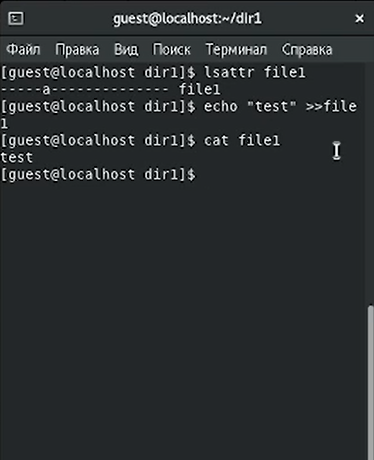 guest@localhost:~/dir1
Файл Правка Вид Поиск Терминал Справка
[guest@localhost dir1]$ lsattr file1
-----a-------------- file1
[guest@localhost dir1]$ echo "test" >>file
1
[guest@localhost dir1]$ cat file1
test
[guest@localhost dir1]$